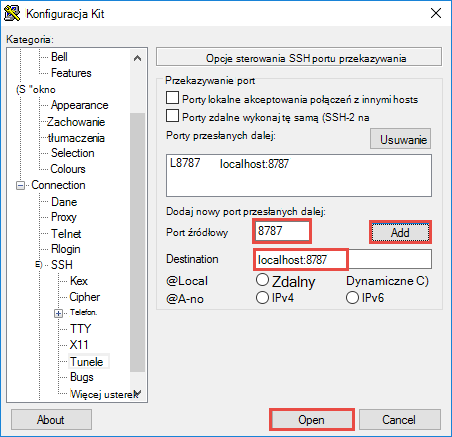 Konfiguracja Kit
Kategoria:
Bell
Features
(S "okno
Appearance
Zachowanie
tłumaczenia
Selection
Colours
Connection
Dane
Proxy
Telnet
Rlogin
SSH
Kex
Cipher
Telefon.
TTY
X11
Tunele
Bugs
Więcej usterek
Opcje sterowania SSH portu przekazywania
Przekazywanie port
Porty lokalne akceptowania połączeń z innymi hosts
Porty zdalne wykonaj tę samą (SSH-2 na
Porty przesłanych dalej:
Usuwanie
L8787 localhost:8787
Dodaj nowy port przesłanych dalej:
Port źródłowy 8787 Add
Destination localhost:8787
@Local Zdalny Dynamiczne C)
@A-no IPv4 IPv6
About Open Cancel